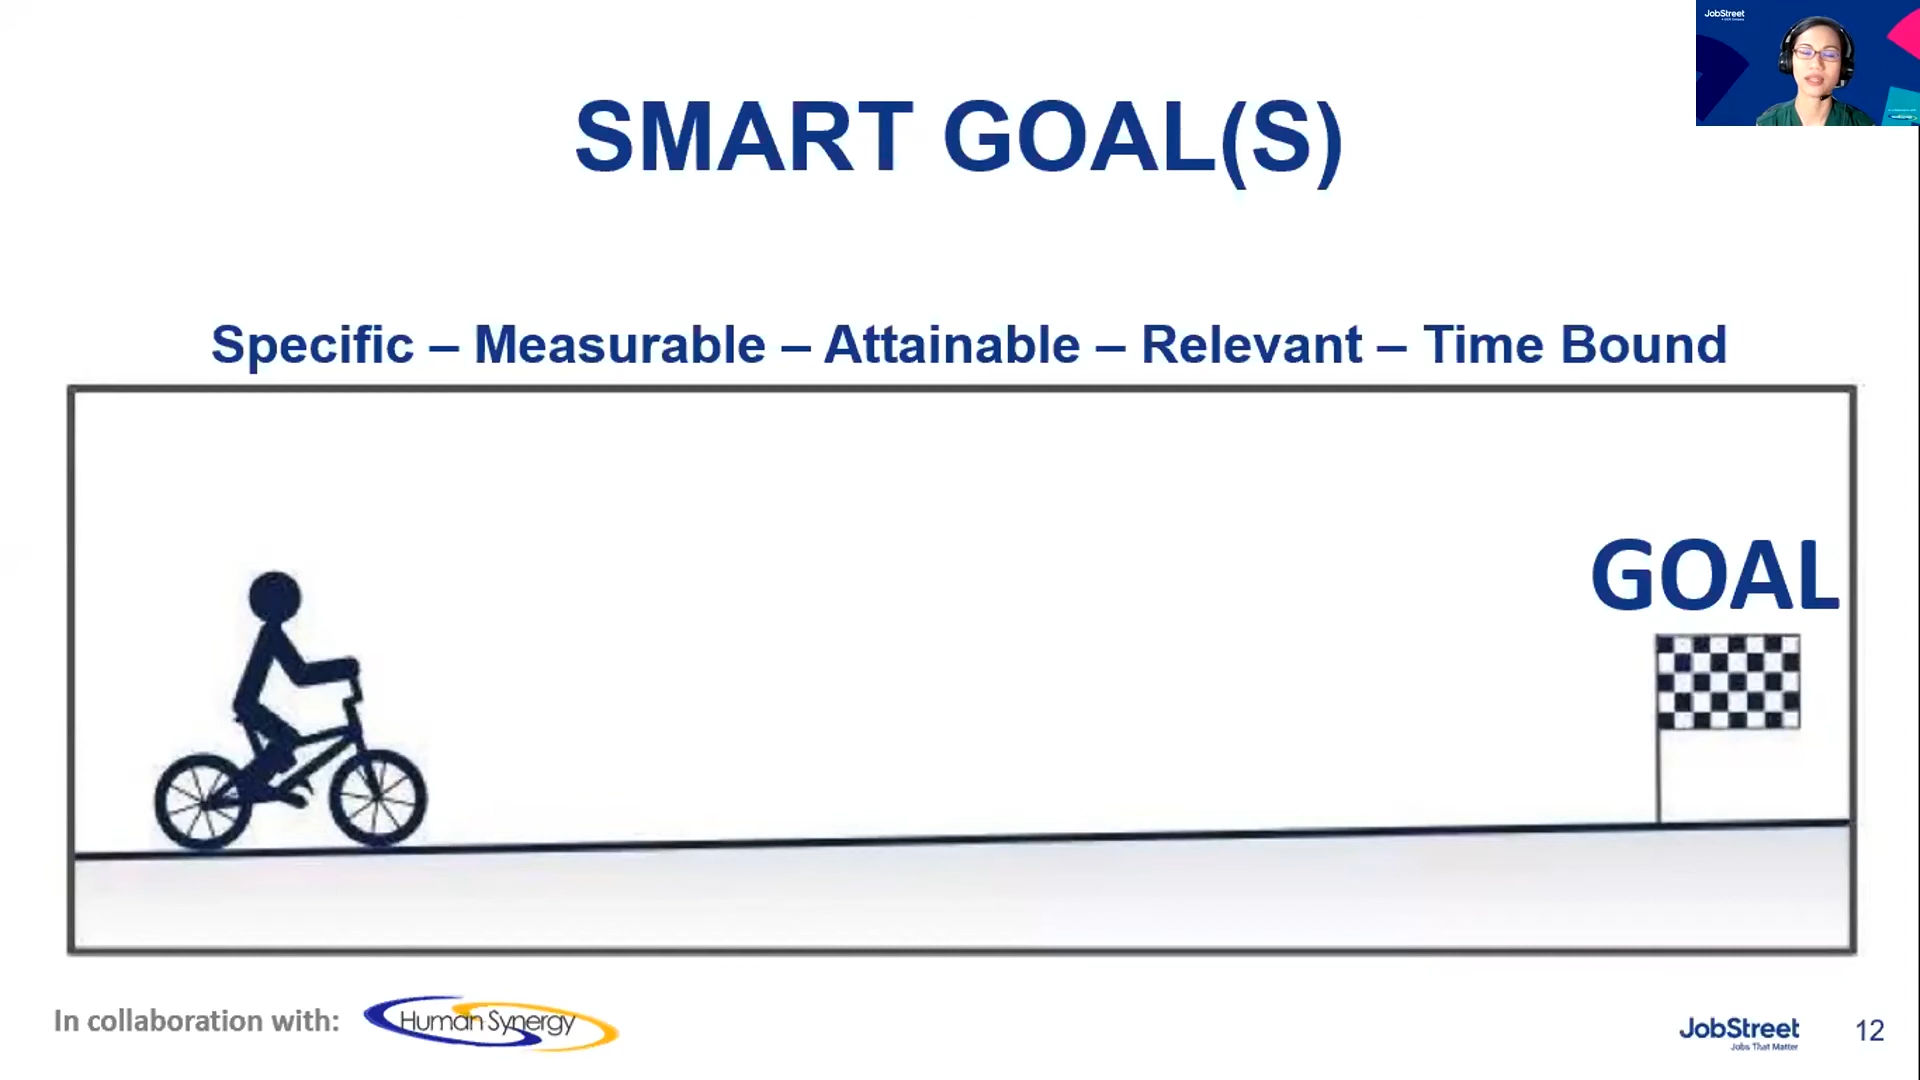 JobStreet
SMART GOAL(S)
Specific – Measurable – Attainable – Relevant – Time Bound
GOAL
In collaboration with:
Human Synergy
JobStreet
Jobs That Matter
12